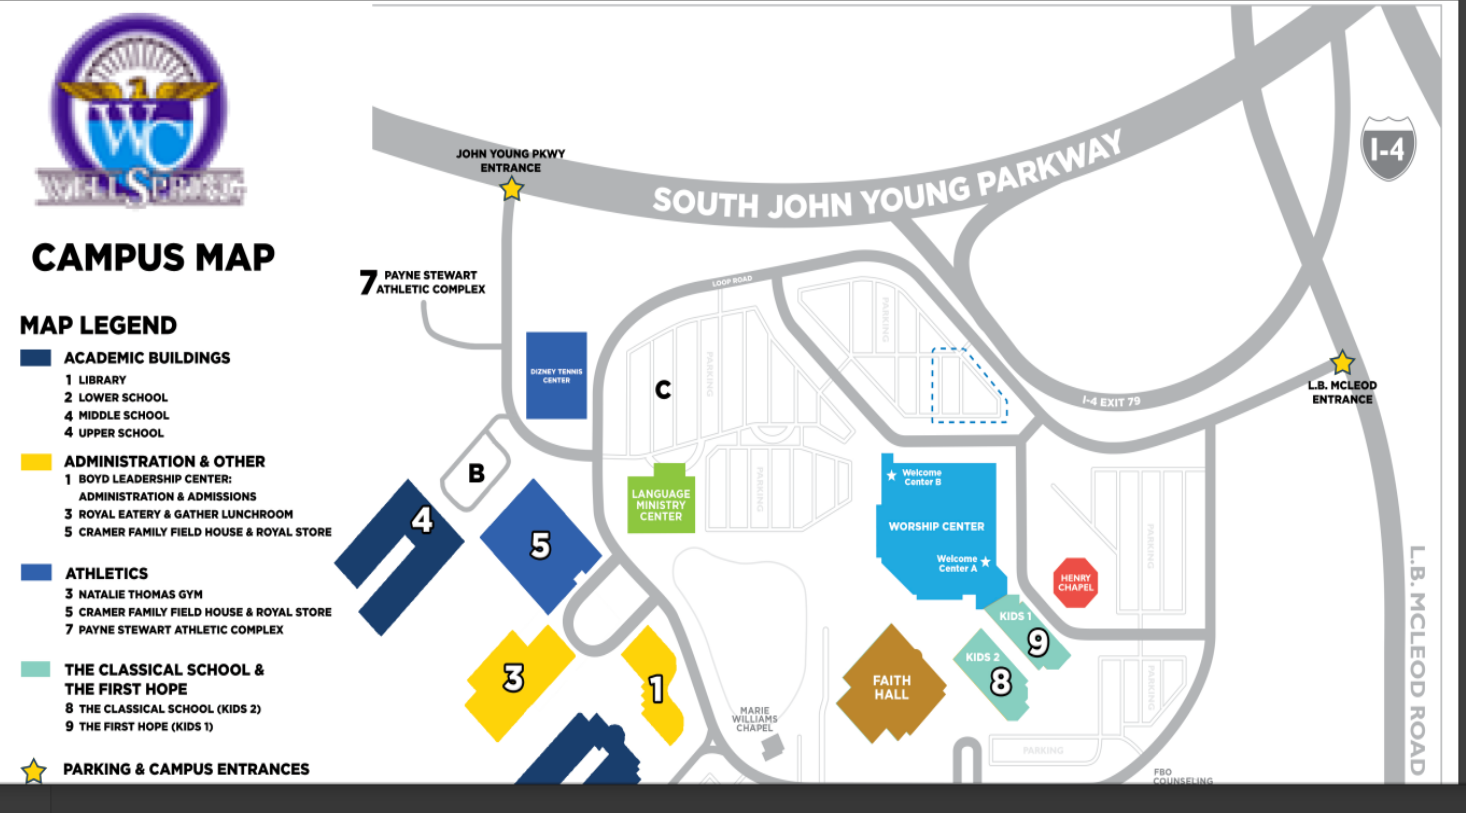 WC
WELLSPRING
CAMPUS MAP
MAP LEGEND
ACADEMIC BUILDINGS
1 LIBRARY
2 LOWER SCHOOL
4 MIDDLE SCHOOL
4 UPPER SCHOOL
ADMINISTRATION & OTHER
1 BOYD LEADERSHIP CENTER:
ADMINISTRATION & ADMISSIONS
3 ROYAL EATERY & GATHER LUNCHROOM
5 CRAMER FAMILY FIELD HOUSE & ROYAL STORE
ATHLETICS
3 NATALIE THOMAS GYM
5 CRAMER FAMILY FIELD HOUSE & ROYAL STORE
7 PAYNE STEWART ATHLETIC COMPLEX
THE CLASSICAL SCHOOL &
THE FIRST HOPE
8 THE CLASSICAL SCHOOL (KIDS 2)
9 THE FIRST HOPE (KIDS 1)
PARKING & CAMPUS ENTRANCES
JOHN YOUNG PKWY
ENTRANCE
SOUTH JOHN YOUNG PARKWAY
I-4
7 PAYNE STEWART
ATHLETIC COMPLEX
LOOP ROAD
PARKING
PARKING
DIZNEY TENNIS
CENTER
C
I-4 EXIT 79
L.B. MCLEOD
ENTRANCE
B
4
5
LANGUAGE
MINISTRY
CENTER
PARKING
Welcome
Center B
WORSHIP CENTER
Welcome
Center A
HENRY
CHAPEL
PARKING
L.B. MCLEOD ROAD
KIDS 1
9
KIDS 2
8
3
1
FAITH
HALL
MARIE
WILLIAMS
CHAPEL
PARKING
PARKING
FBO
COUNSELING